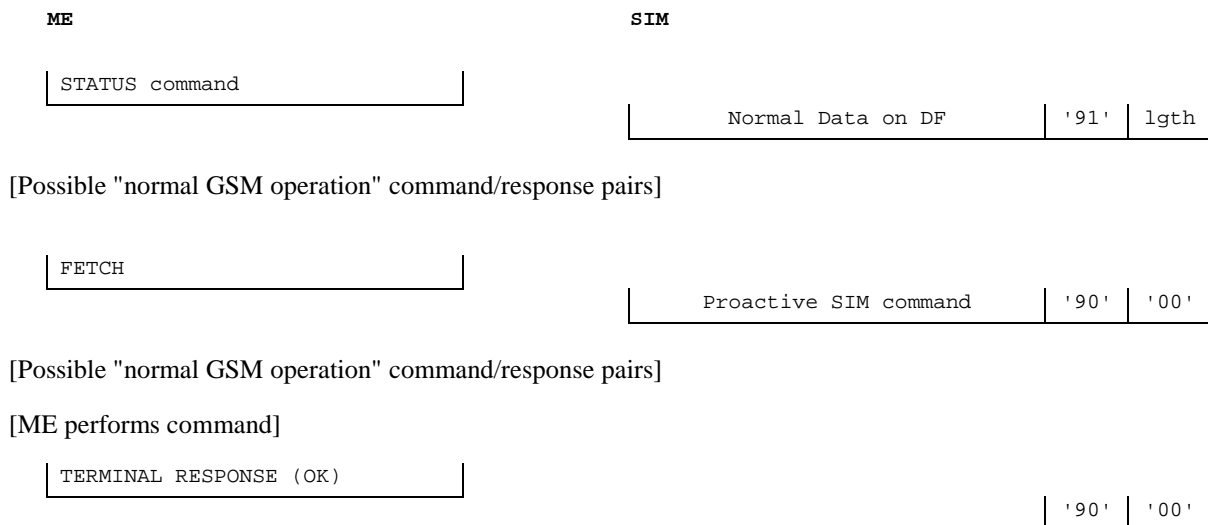 ME SIM
STATUS command
Normal Data on DF '91' lgth
[Possible "normal GSM operation" command/response pairs]
FETCH
Proactive SIM command '90' '00'
[Possible "normal GSM operation" command/response pairs]
[ME performs command]
TERMINAL RESPONSE (OK)
'90' '00'